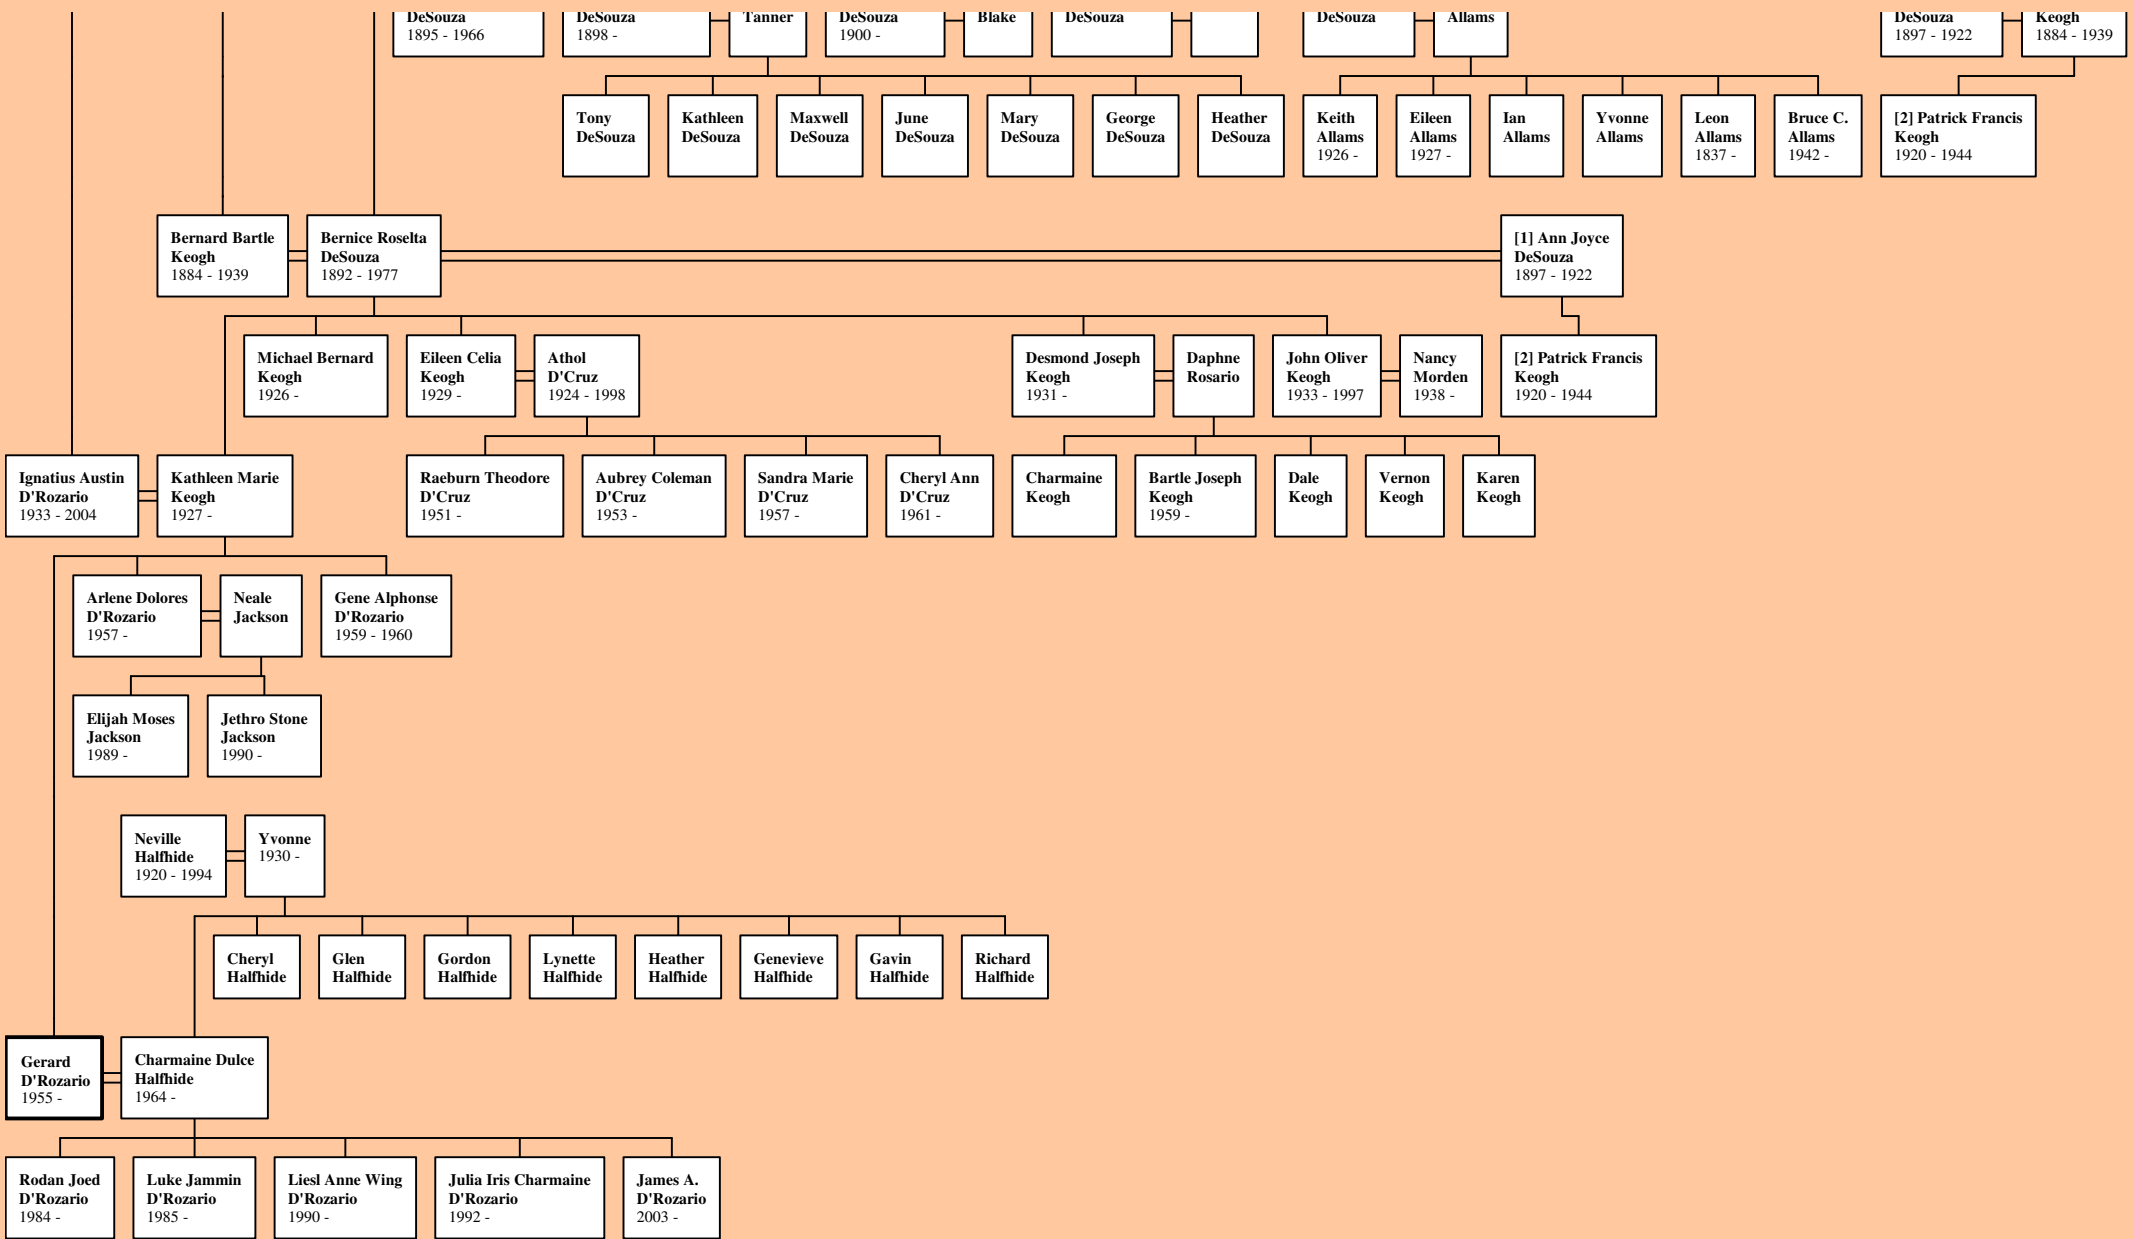 DeSouza
1895 - 1966
DeSouza
1898 -
Tanner
DeSouza
1900 -
Blake
DeSouza
DeSouza
Allams
DeSouza
1897 - 1922
Keogh
1884 - 1939
Tony
DeSouza
Kathleen
DeSouza
Maxwell
DeSouza
June
DeSouza
Mary
DeSouza
George
DeSouza
Heather
DeSouza
Keith
Allams
1926 -
Eileen
Allams
1927 -
Ian
Allams
Yvonne
Allams
Leon
Allams
1837 -
Bruce C.
Allams
1942 -
[2] Patrick Francis
Keogh
1920 - 1944
Bernard Bartle
Keogh
1884 - 1939
Bernice Roselta
DeSouza
1892 - 1977
[1] Ann Joyce
DeSouza
1897 - 1922
Michael Bernard
Keogh
1926 -
Eileen Celia
Keogh
1929 -
Athol
D'Cruz
1924 - 1998
Desmond Joseph
Keogh
1931 -
Daphne
Rosario
John Oliver
Keogh
1933 - 1997
Nancy
Morden
1938 -
[2] Patrick Francis
Keogh
1920 - 1944
Ignatius Austin
D'Rozario
1933 - 2004
Kathleen Marie
Keogh
1927 -
Raeburn Theodore
D'Cruz
1951 -
Aubrey Coleman
D'Cruz
1953 -
Sandra Marie
D'Cruz
1957 -
Cheryl Ann
D'Cruz
1961 -
Charmaine
Keogh
Bartle Joseph
Keogh
1959 -
Dale
Keogh
Vernon
Keogh
Karen
Keogh
Arlene Dolores
D'Rozario
1957 -
Neale
Jackson
Gene Alphonse
D'Rozario
1959 - 1960
Elijah Moses
Jackson
1989 -
Jethro Stone
Jackson
1990 -
Neville
Halfhide
1920 - 1994
Yvonne
1930 -
Cheryl
Halfhide
Glen
Halfhide
Gordon
Halfhide
Lynette
Halfhide
Heather
Halfhide
Genevieve
Halfhide
Gavin
Halfhide
Richard
Halfhide
Gerard
D'Rozario
1955 -
Charmaine Dulce
Halfhide
1964 -
Rodan Joed
D'Rozario
1984 -
Luke Jammin
D'Rozario
1985 -
Liesl Anne Wing
D'Rozario
1990 -
Julia Iris Charmaine
D'Rozario
1992 -
James A.
D'Rozario
2003 -